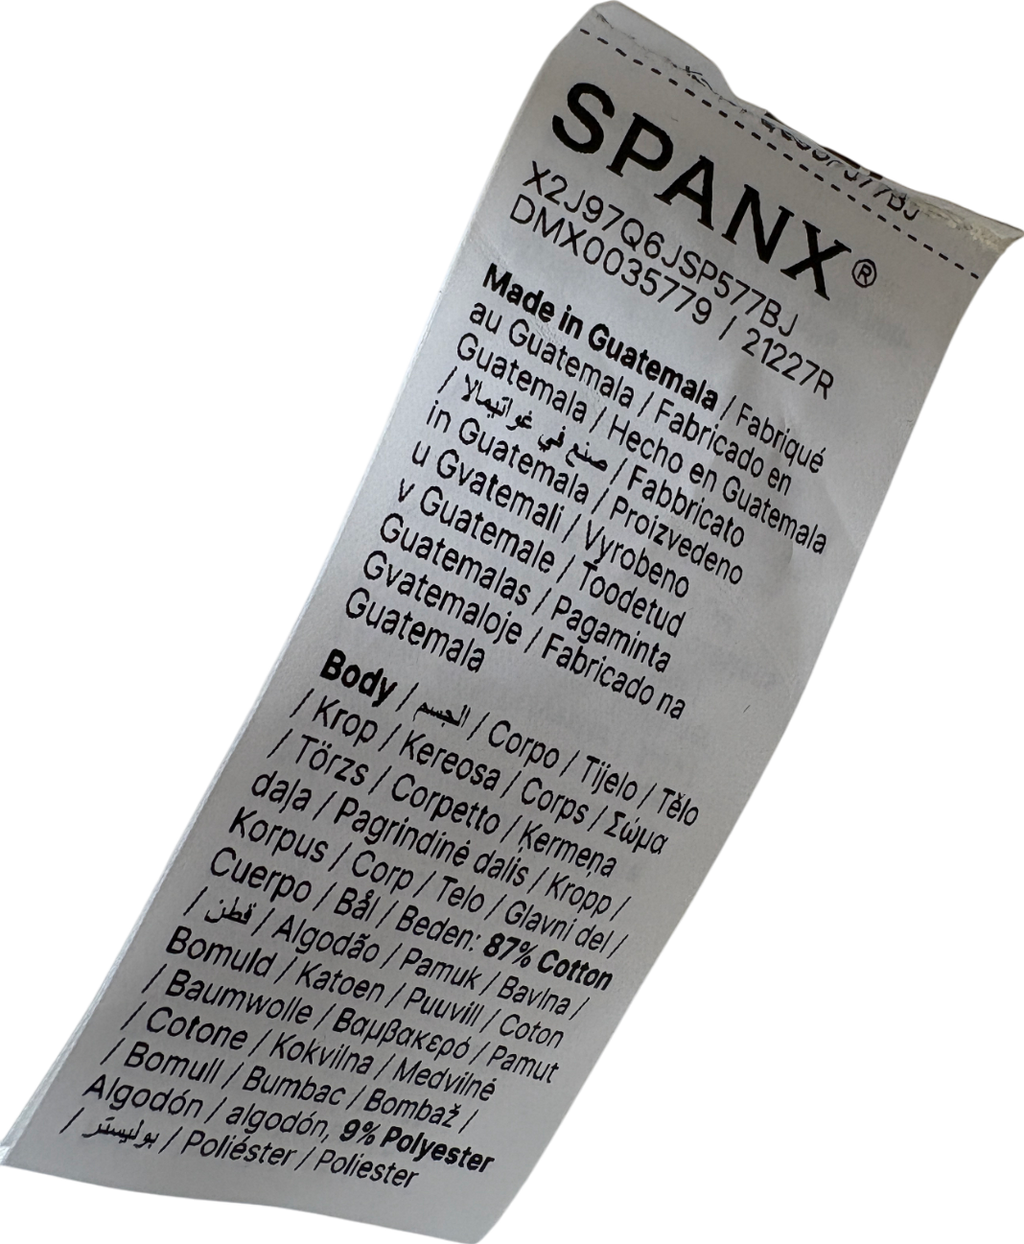 SPANX®
X2J97Q6JSP577BJ
DMX0035779 / 21227R
Made in Guatemala / Fabriqué
au Guatemala / Fabricado en
Guatemala / Hecho en Guatemala
/ صنع في غواتيمالا / Fabbricato
in Guatemala / Proizvedeno
u Gvatemali / Vyrobeno
v Guatemale / Toodetud
Guatemalas / Pagaminta
Gvatemaloje / Fabricado na
Guatemala
Body / الجسم / Corpo / Tijelo / Tělo
/ Krop / Kereosa / Corps / Σώμα
/ Törzs / Corpetto / Ķermeņa
daļa / Pagrindinė dalis / Kropp /
Korpus / Corp / Telo / Glavni del /
Cuerpo / Bål / Beden: 87% Cotton
/ قطن / Algodão / Pamuk / Bavlna /
Bomuld / Katoen / Puuvill / Coton
/ Baumwolle / Βαμβακερό / Pamut
/ Cotone / Kokvilna / Medvilnė
/ Bomull / Bumbac / Bombaž /
Algodón / algodón, 9% Polyester
/ بوليستر / Poliéster / Poliester